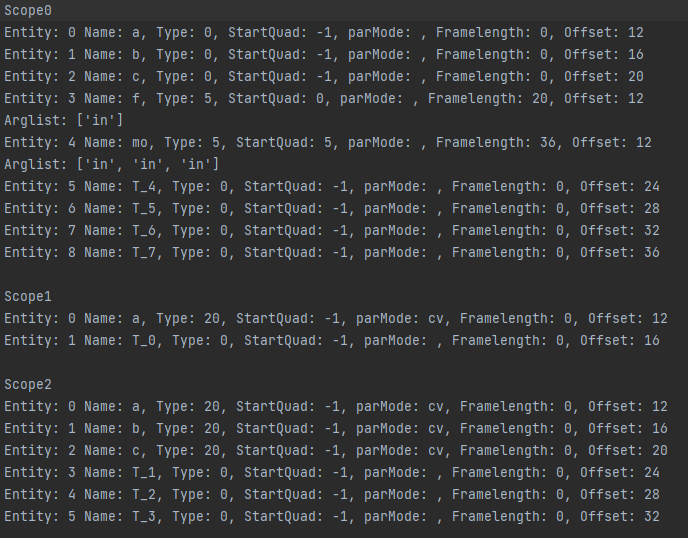 Scope0
Entity: 0 Name: a, Type: 0, StartQuad: -1, parMode: , Framelength: 0, Offset: 12
Entity: 1 Name: b, Type: 0, StartQuad: -1, parMode: , Framelength: 0, Offset: 16
Entity: 2 Name: c, Type: 0, StartQuad: -1, parMode: , Framelength: 0, Offset: 20
Entity: 3 Name: f, Type: 5, StartQuad: 0, parMode: , Framelength: 20, Offset: 12
Arglist: ['in']
Entity: 4 Name: mo, Type: 5, StartQuad: 5, parMode: , Framelength: 36, Offset: 12
Arglist: ['in', 'in', 'in']
Entity: 5 Name: T_4, Type: 0, StartQuad: -1, parMode: , Framelength: 0, Offset: 24
Entity: 6 Name: T_5, Type: 0, StartQuad: -1, parMode: , Framelength: 0, Offset: 28
Entity: 7 Name: T_6, Type: 0, StartQuad: -1, parMode: , Framelength: 0, Offset: 32
Entity: 8 Name: T_7, Type: 0, StartQuad: -1, parMode: , Framelength: 0, Offset: 36
Scope1
Entity: 0 Name: a, Type: 20, StartQuad: -1, parMode: cv, Framelength: 0, Offset: 12
Entity: 1 Name: T_0, Type: 0, StartQuad: -1, parMode: , Framelength: 0, Offset: 16
Scope2
Entity: 0 Name: a, Type: 20, StartQuad: -1, parMode: cv, Framelength: 0, Offset: 12
Entity: 1 Name: b, Type: 20, StartQuad: -1, parMode: cv, Framelength: 0, Offset: 16
Entity: 2 Name: c, Type: 20, StartQuad: -1, parMode: cv, Framelength: 0, Offset: 20
Entity: 3 Name: T_1, Type: 0, StartQuad: -1, parMode: , Framelength: 0, Offset: 24
Entity: 4 Name: T_2, Type: 0, StartQuad: -1, parMode: , Framelength: 0, Offset: 28
Entity: 5 Name: T_3, Type: 0, StartQuad: -1, parMode: , Framelength: 0, Offset: 32